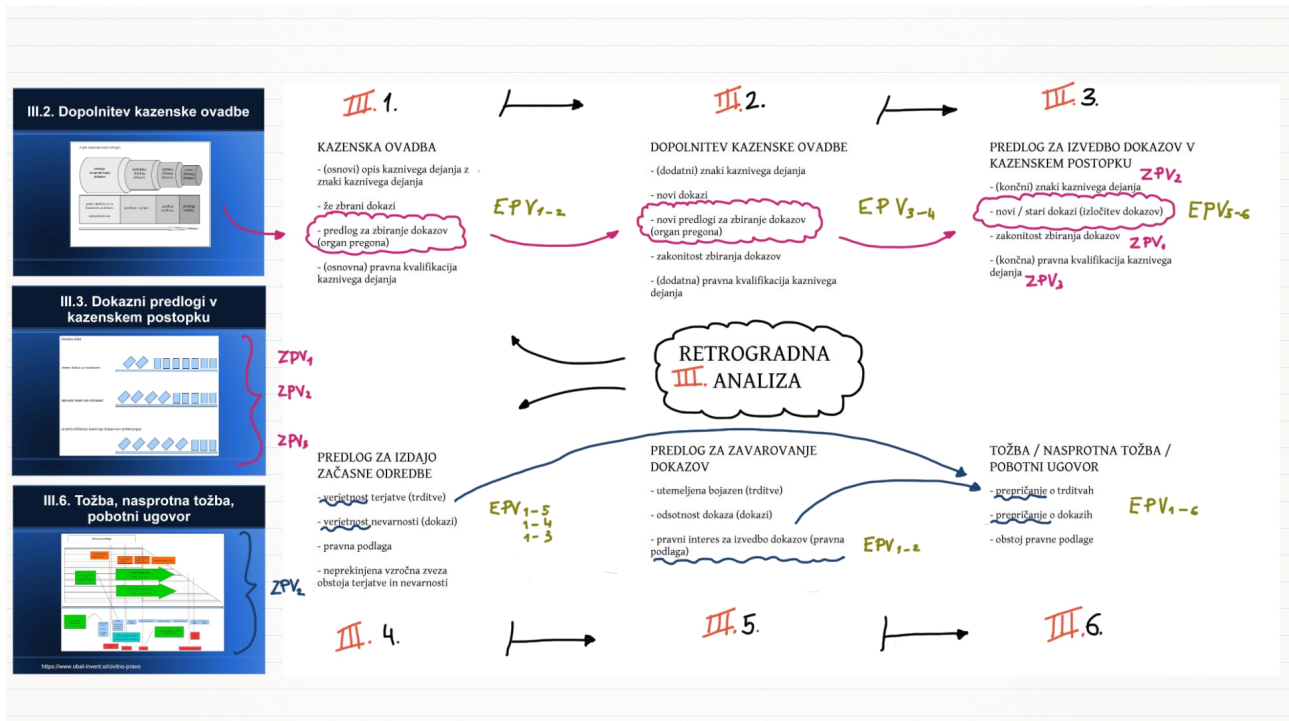 III.2. Dopolnitev kazenske ovadbe
III.3. Dokazni predlogi v
kazenskem postopku
III.6. Tožba, nasprotna tožba,
pobotni ugovor
https://www.obal-invent.si/civilno-pravo
ZPV₁
ZPV₂
ZPV₃
ZPV₂
III. 1.
III. 2.
III. 3.
KAZENSKA OVADBA
- (osnovi) opis kaznivega dejanja z
znaki kaznivega dejanja
- že zbrani dokazi
- predlog za zbiranje dokazov
(organ pregona)
- (osnovna) pravna kvalifikacija
kaznivega dejanja
EPV₁₋₂
DOPOLNITEV KAZENSKE OVADBE
- (dodatni) znaki kaznivega dejanja
- novi dokazi
- novi predlogi za zbiranje dokazov
(organ pregona)
- zakonitost zbiranja dokazov
- (dodatna) pravna kvalifikacija kaznivega
dejanja
EPV₃₋₄
PREDLOG ZA IZVEDBO DOKAZOV V
KAZENSKEM POSTOPKU
ZPV₂
- (končni) znaki kaznivega dejanja
- novi / stari dokazi (izločitev dokazov)
EPV₅₋₆
- zakonitost zbiranja dokazov ZPV₁
- (končna) pravna kvalifikacija kaznivega
dejanja ZPV₃
RETROGRADNA
III. ANALIZA
PREDLOG ZA IZDAJO
ZAČASNE ODREDBE
- verjetnost terjatve (trditve)
- verjetnost nevarnosti (dokazi)
- pravna podlaga
- neprekinjena vzročna zveza
obstoja terjatve in nevarnosti
EPV₁₋₅
1-4
1-3
PREDLOG ZA ZAVAROVANJE
DOKAZOV
- utemeljena bojazen (trditve)
- odsotnost dokaza (dokazi)
- pravni interes za izvedbo dokazov (pravna
podlaga)
EPV₁₋₂
TOŽBA / NASPROTNA TOŽBA /
POBOTNI UGOVOR
- prepričanje o trditvah
- prepričanje o dokazih
- obstoj pravne podlage
EPV₁₋₆
III. 4.
III. 5.
III. 6.